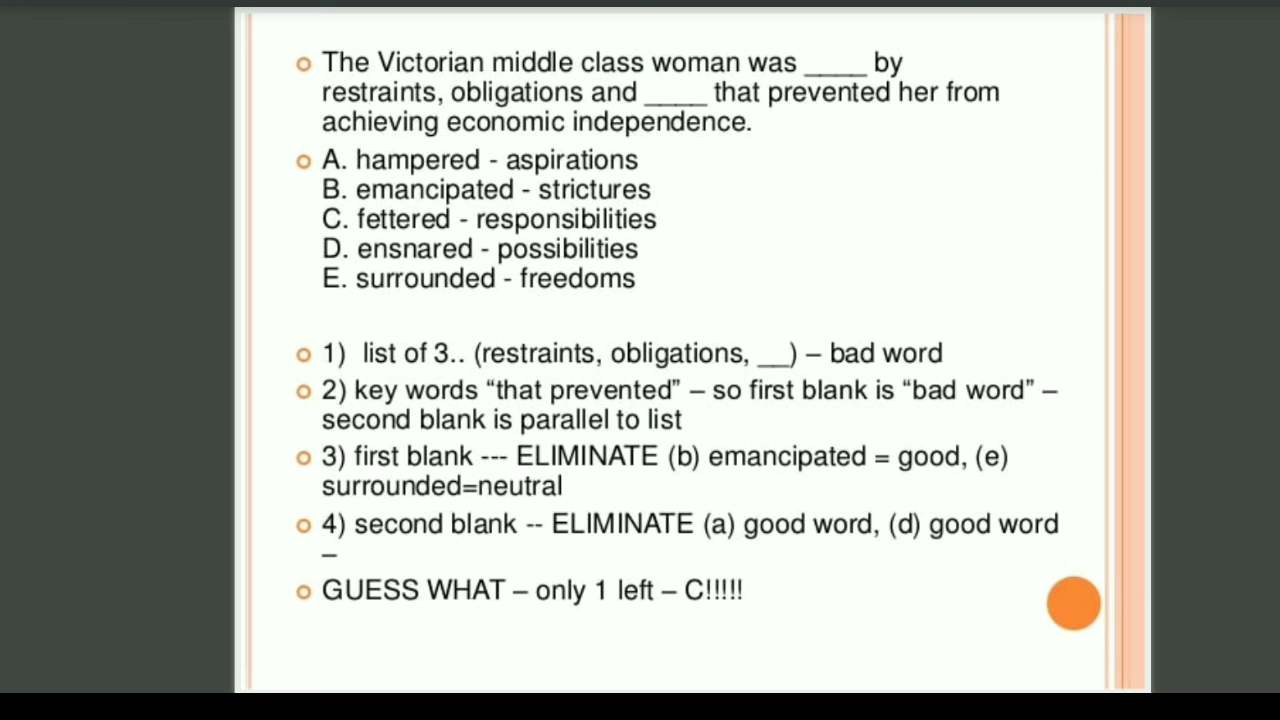 The Victorian middle class woman was ____ by
restraints, obligations and ____ that prevented her from
achieving economic independence.
A. hampered - aspirations
B. emancipated - strictures
C. fettered - responsibilities
D. ensnared - possibilities
E. surrounded - freedoms
1) list of 3.. (restraints, obligations, __) – bad word
2) key words “that prevented” – so first blank is “bad word” –
second blank is parallel to list
3) first blank --- ELIMINATE (b) emancipated = good, (e)
surrounded=neutral
4) second blank -- ELIMINATE (a) good word, (d) good word
–
GUESS WHAT – only 1 left – C!!!!!